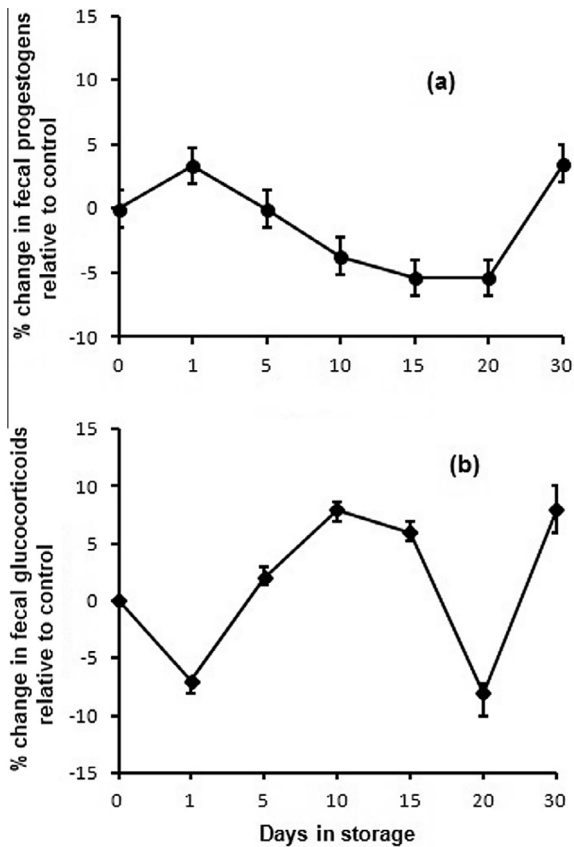 % change in fecal progestogens
relative to control
15
10
5
0
-5
-10
(a)
0 1 5 10 15 20 30
% change in fecal glucocorticoids
relative to control
15
10
5
0
-5
-10
-15
(b)
0 1 5 10 15 20 30
Days in storage